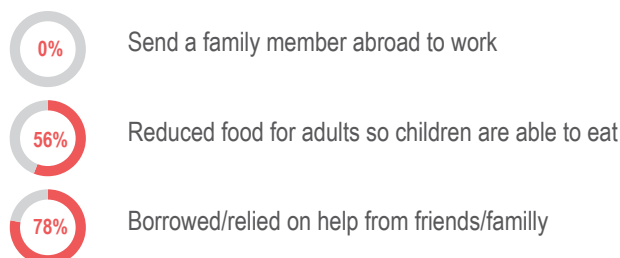 0% Send a family member abroad to work
56% Reduced food for adults so children are able to eat
78% Borrowed/relied on help from friends/familly